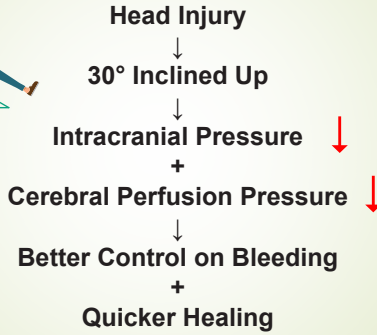 Head Injury
↓
30° Inclined Up
↓
Intracranial Pressure ↓
+
Cerebral Perfusion Pressure ↓
↓
Better Control on Bleeding
+
Quicker Healing